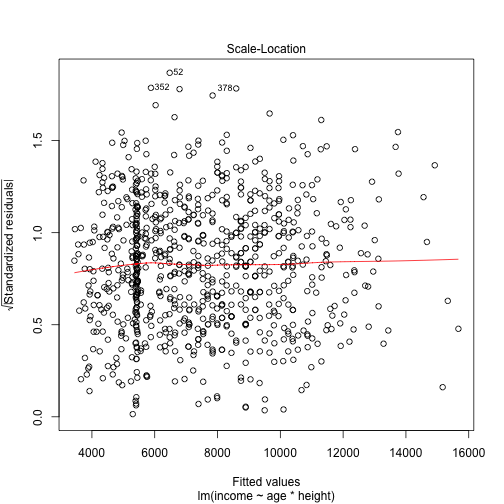 Scale-Location
52
352
378
√|Standardized residuals|
1.5
1.0
0.5
0.0
4000 6000 8000 10000 12000 14000 16000
Fitted values
lm(income ~ age * height)